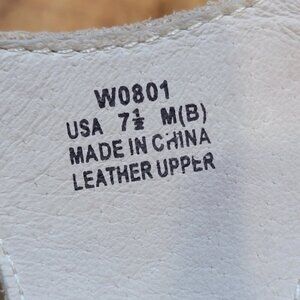 W0801
USA 7½ M(B)
MADE IN CHINA
LEATHER UPPER